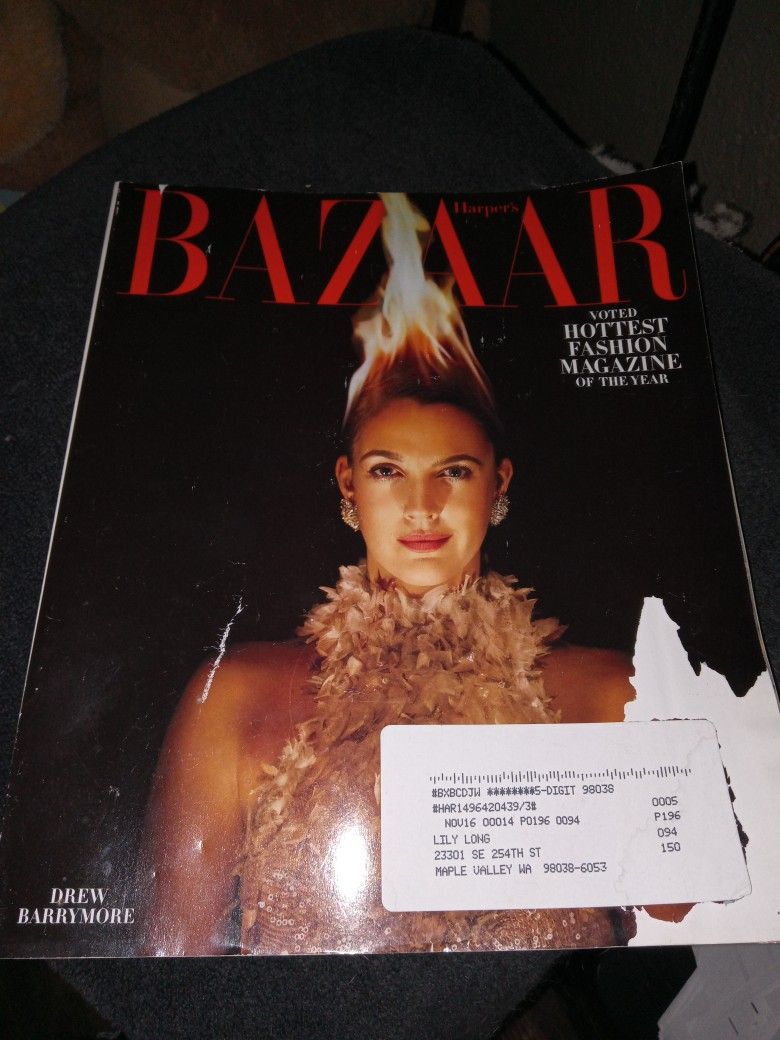 Harper's
BAZAAR
VOTED
HOTTEST
FASHION
MAGAZINE
OF THE YEAR
#BXBCDJW ********5-DIGIT 98038
#HAR1496420439/3# 0005
NOV16 00014 P0196 0094 P196
LILY LONG 094
23301 SE 254TH ST 150
MAPLE VALLEY WA 98038-6053
DREW
BARRYMORE